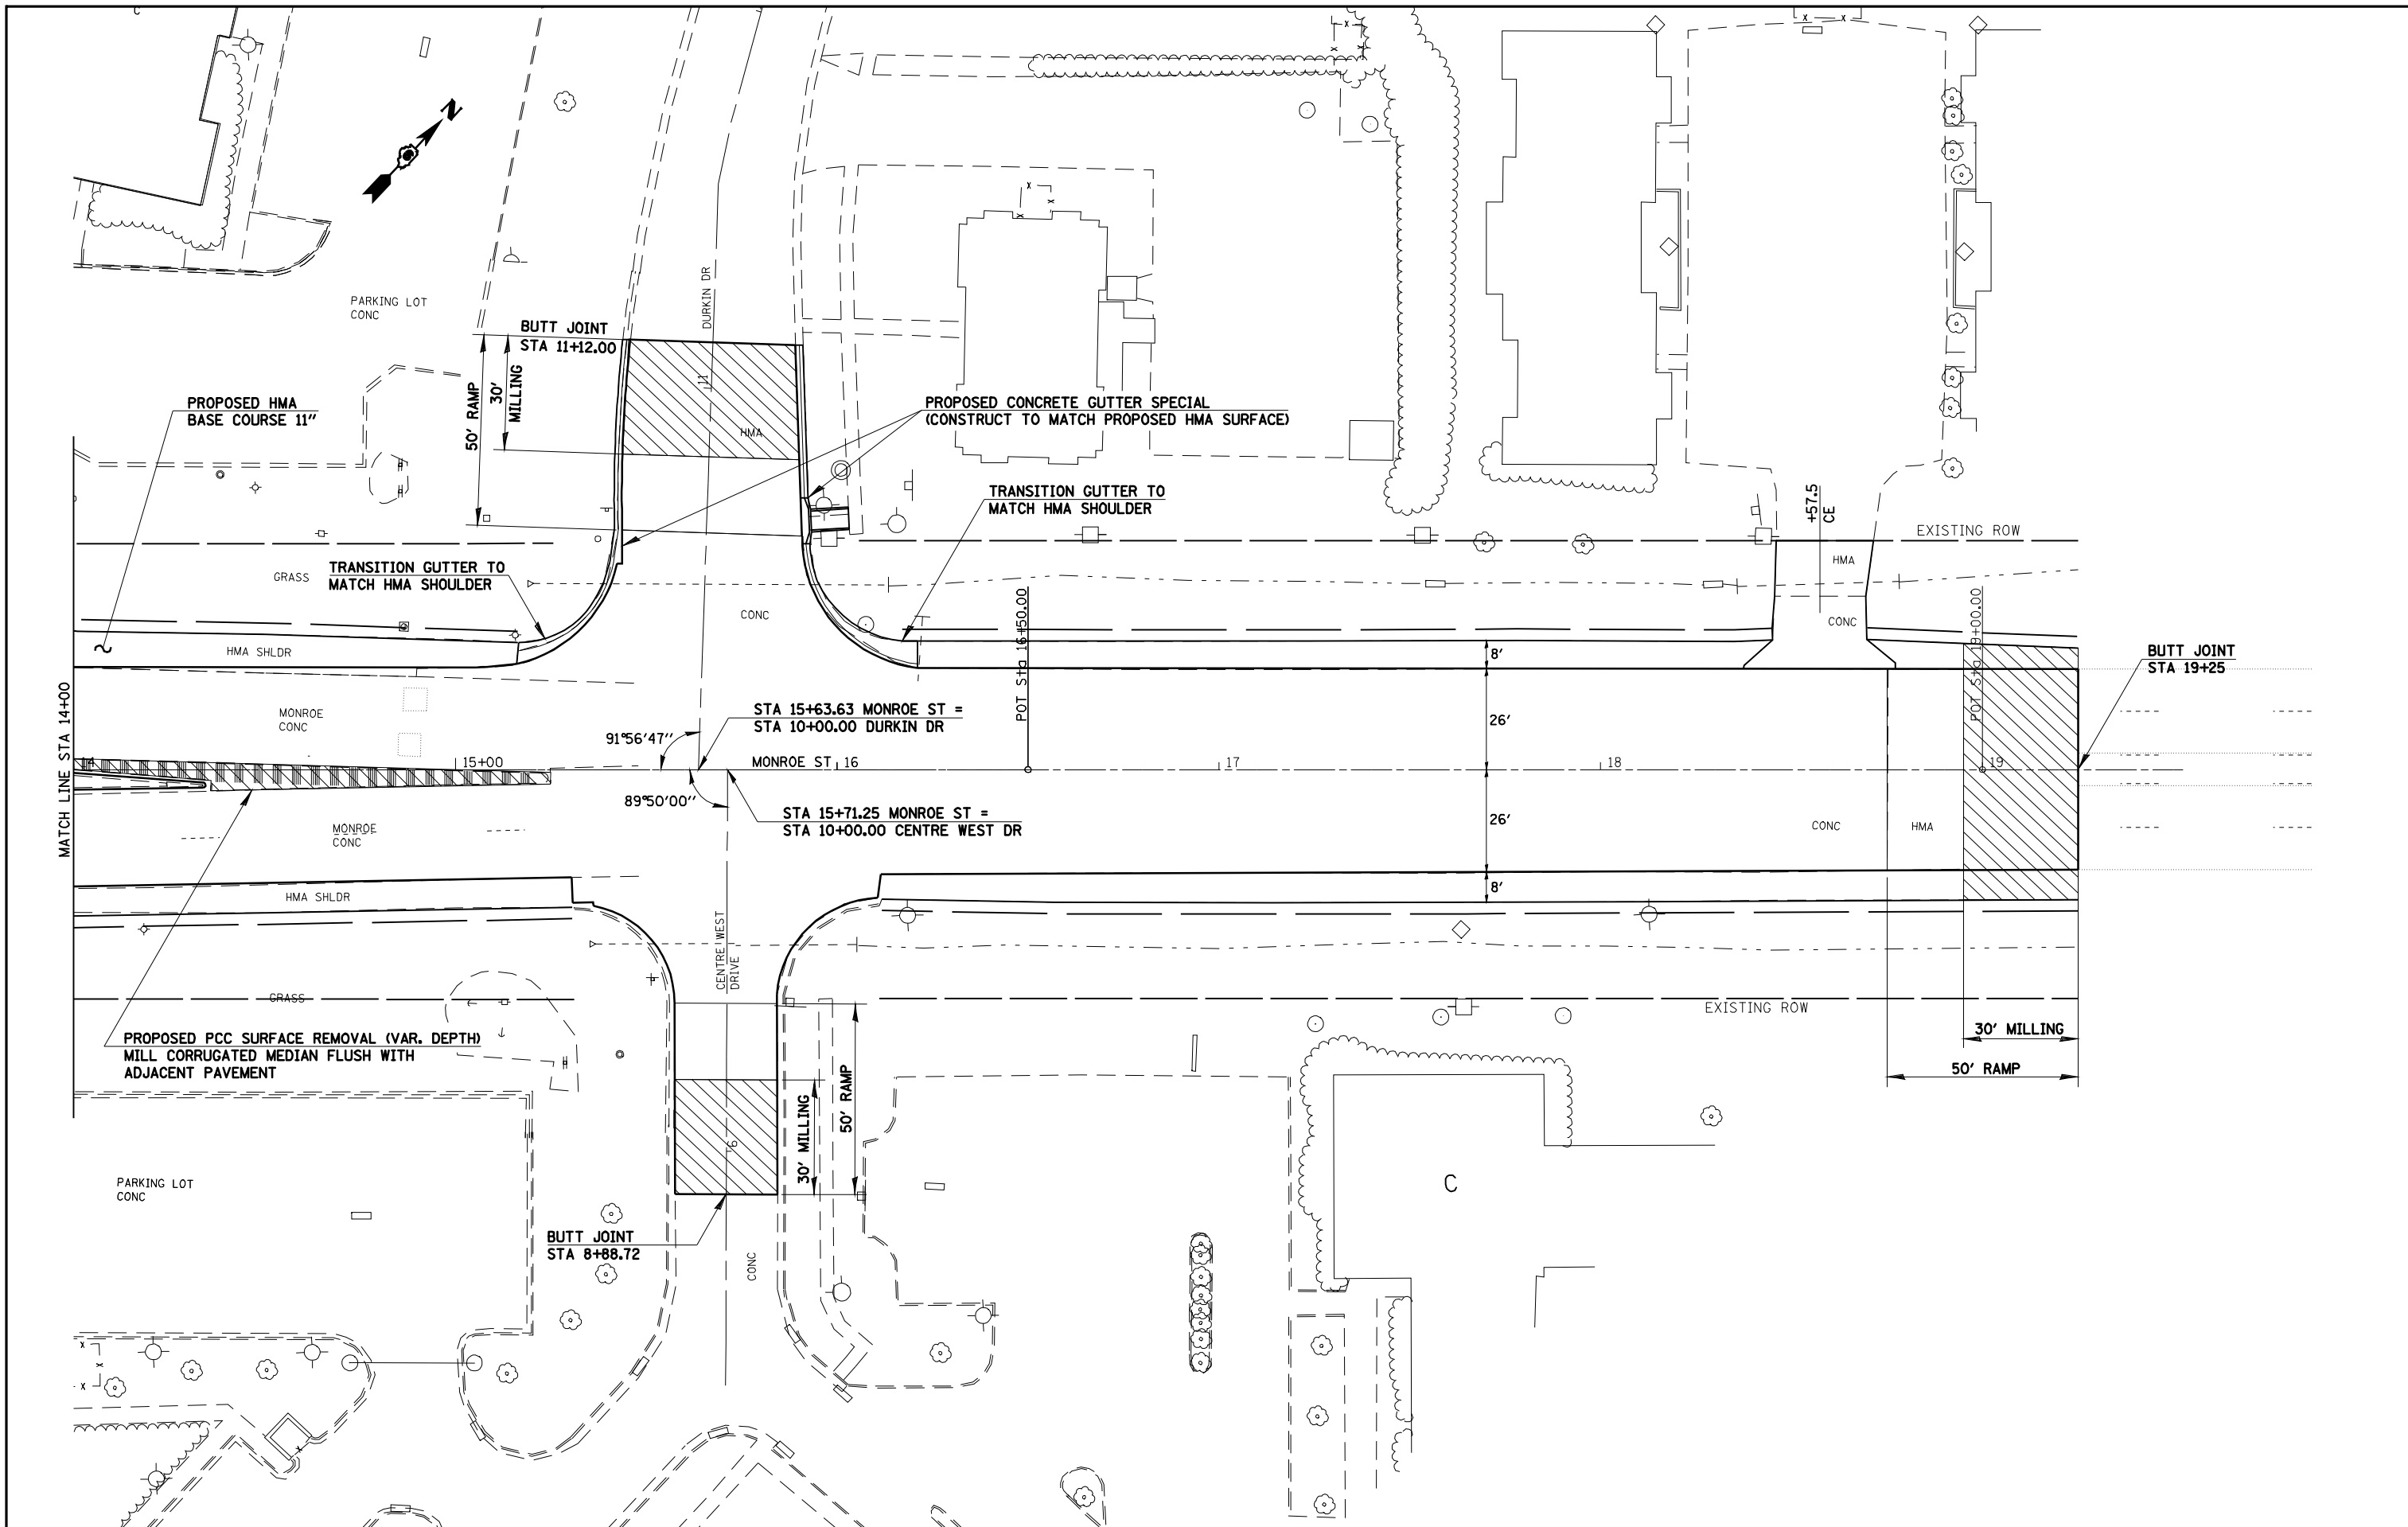 N
PARKING LOT
CONC
DURKIN DR
BUTT JOINT
STA 11+12.00
50' RAMP
30'
MILLING
11
HMA
PROPOSED HMA
BASE COURSE 11"
PROPOSED CONCRETE GUTTER SPECIAL
(CONSTRUCT TO MATCH PROPOSED HMA SURFACE)
TRANSITION GUTTER TO
MATCH HMA SHOULDER
+57.5
CE
EXISTING ROW
HMA
GRASS
TRANSITION GUTTER TO
MATCH HMA SHOULDER
CONC
POT Sta 16+50.00
CONC
POT Sta 19+00.00
HMA SHLDR
8'
BUTT JOINT
STA 19+25
MATCH LINE STA 14+00
MONROE
CONC
STA 15+63.63 MONROE ST =
STA 10+00.00 DURKIN DR
26'
91°56'47"
14
15+00
MONROE ST
16
17
18
19
89°50'00"
STA 15+71.25 MONROE ST =
STA 10+00.00 CENTRE WEST DR
26'
MONROE
CONC
CONC
HMA
8'
HMA SHLDR
CENTRE WEST
DRIVE
GRASS
EXISTING ROW
30' MILLING
50' RAMP
PROPOSED PCC SURFACE REMOVAL (VAR. DEPTH)
MILL CORRUGATED MEDIAN FLUSH WITH
ADJACENT PAVEMENT
30' MILLING
50' RAMP
9
PARKING LOT
CONC
C
BUTT JOINT
STA 8+88.72
CONC